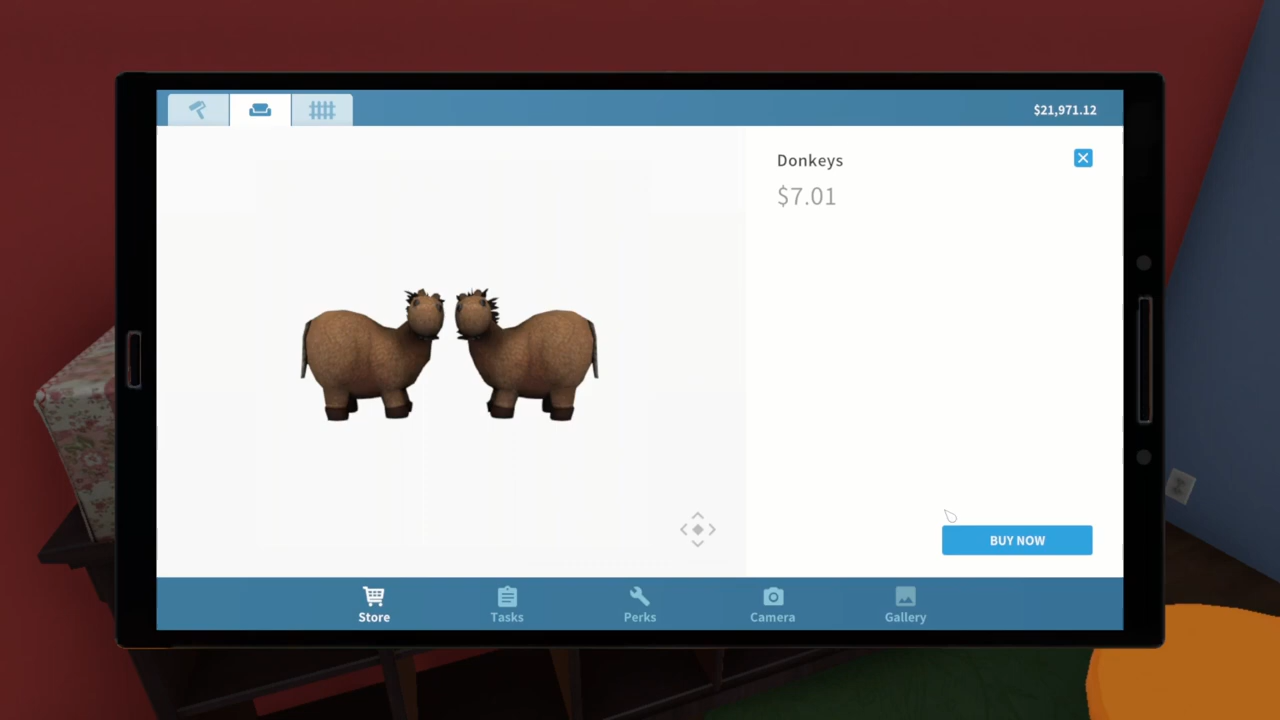 $21,971.12
Donkeys
$7.01
BUY NOW
Store
Tasks
Perks
Camera
Gallery